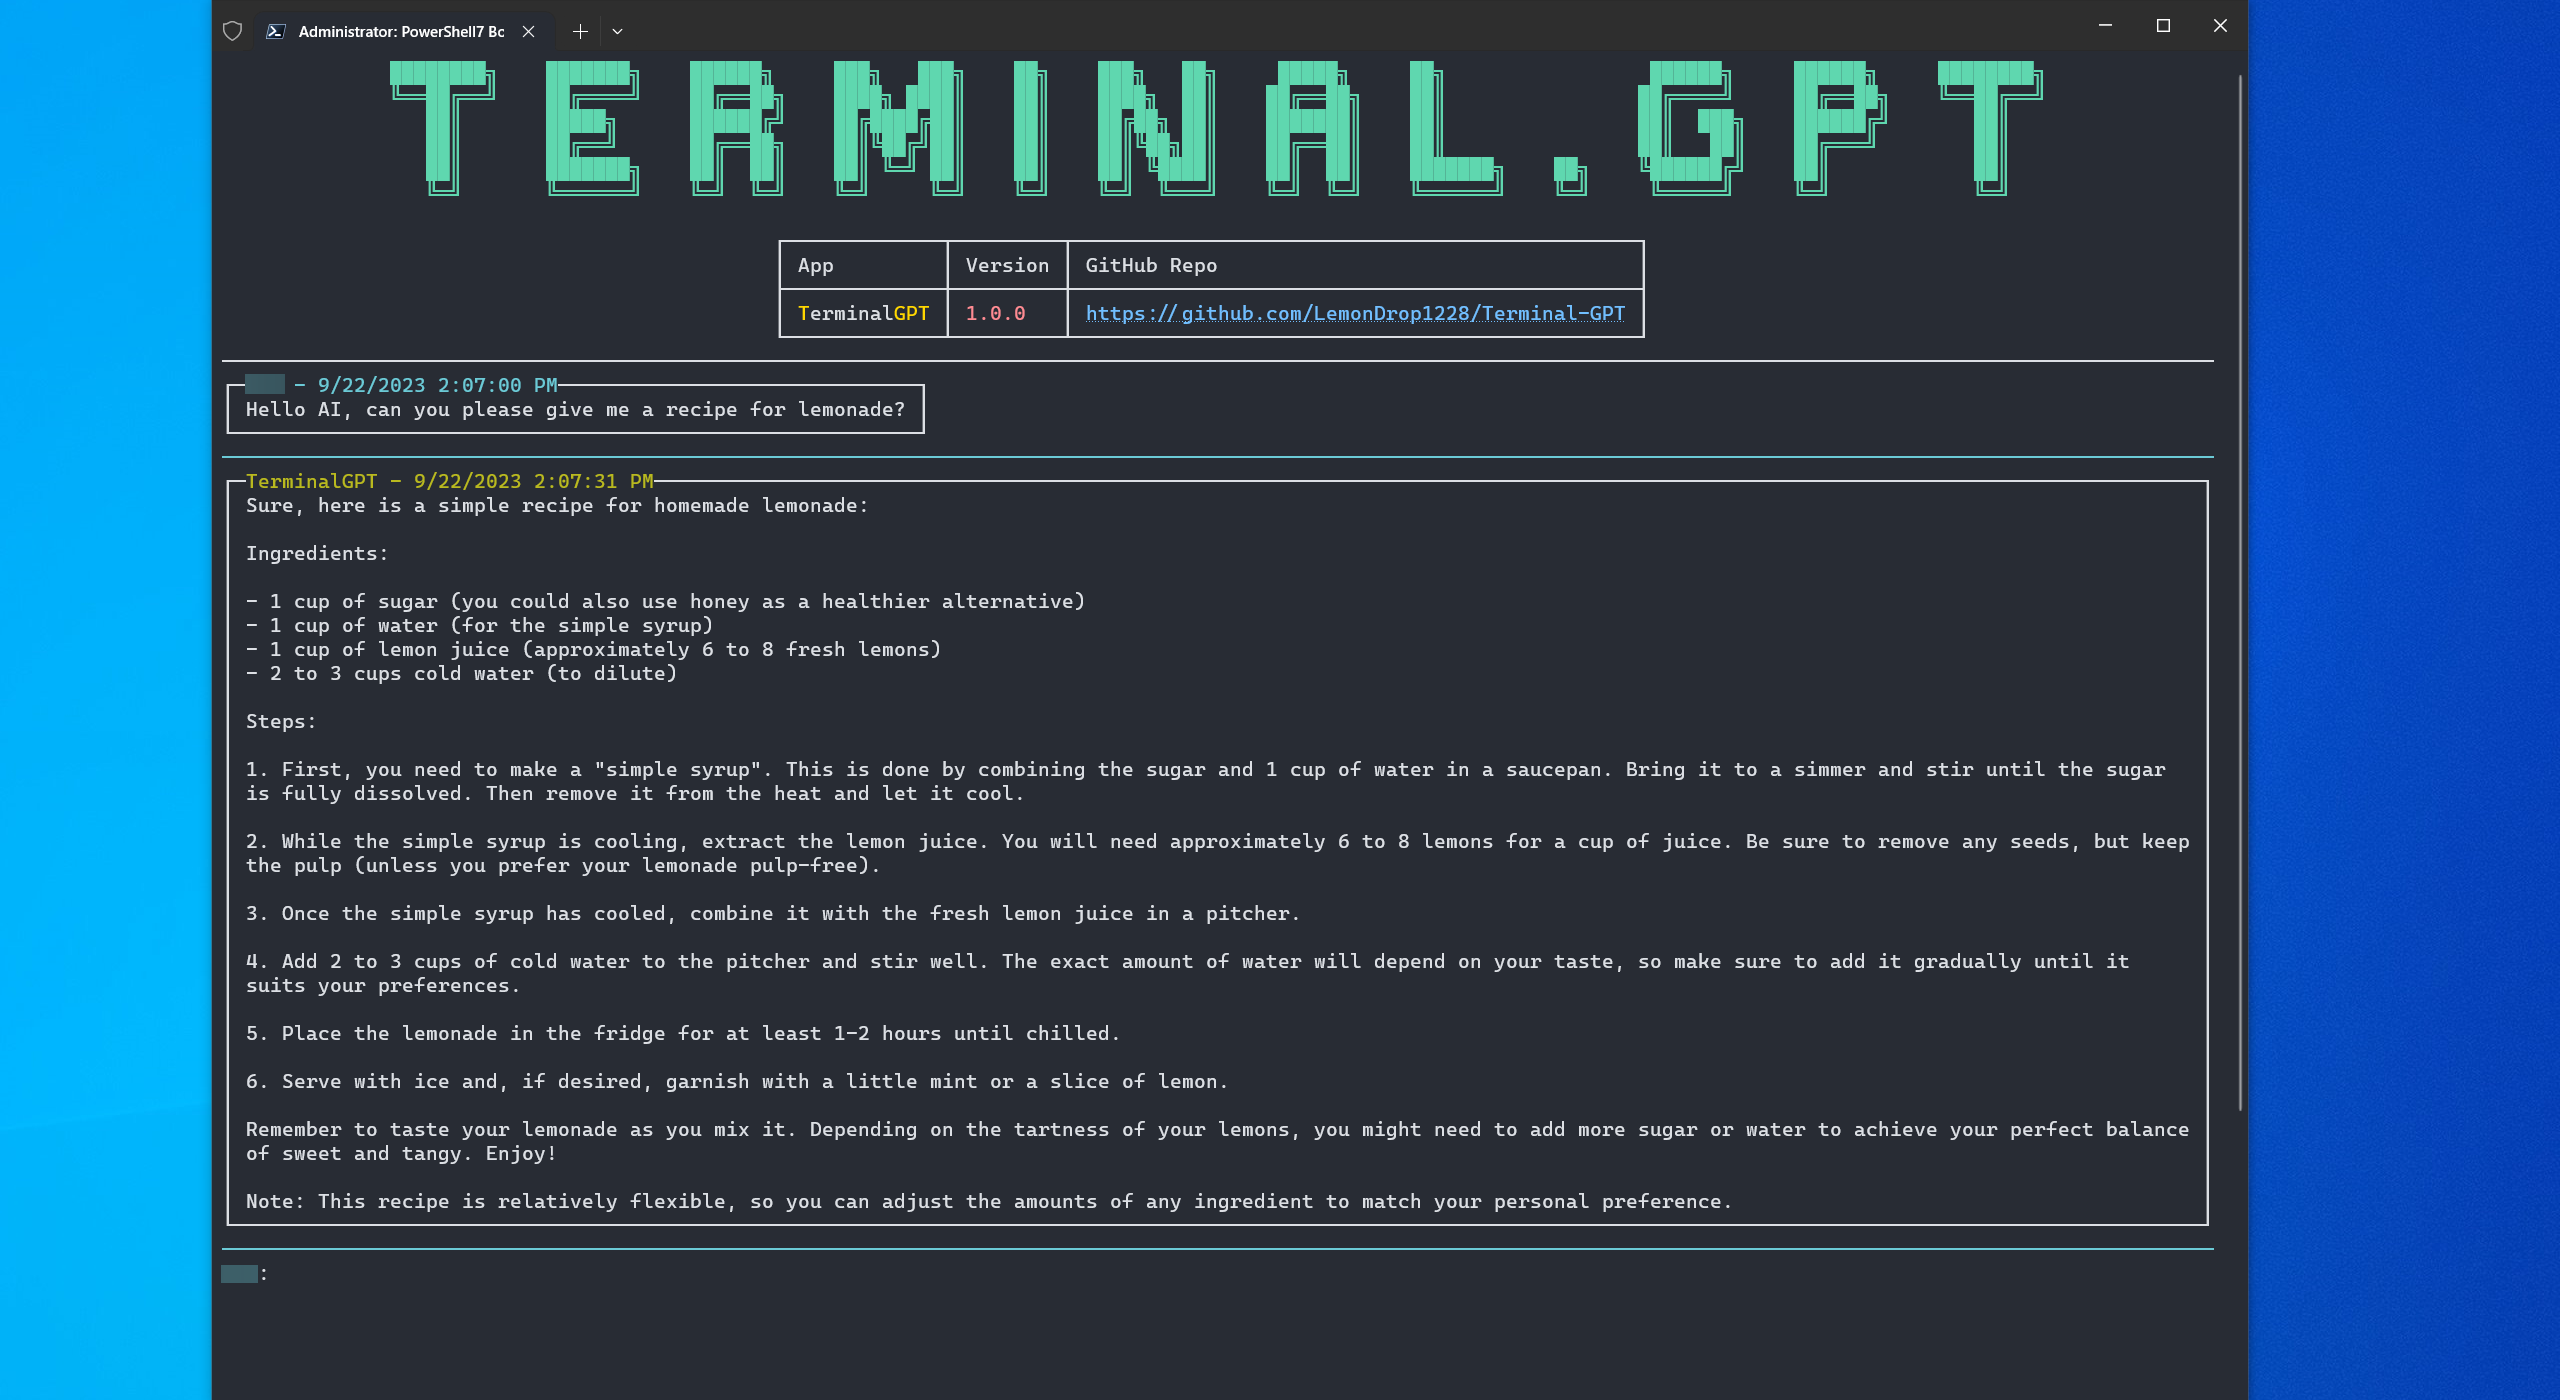 Administrator: PowerShell7 Bo
TERMINAL.GPT
App Version GitHub Repo
TerminalGPT 1.0.0 https://github.com/LemonDrop1228/Terminal-GPT
- 9/22/2023 2:07:00 PM
Hello AI, can you please give me a recipe for lemonade?
TerminalGPT - 9/22/2023 2:07:31 PM
Sure, here is a simple recipe for homemade lemonade:
Ingredients:
- 1 cup of sugar (you could also use honey as a healthier alternative)
- 1 cup of water (for the simple syrup)
- 1 cup of lemon juice (approximately 6 to 8 fresh lemons)
- 2 to 3 cups cold water (to dilute)
Steps:
1. First, you need to make a "simple syrup". This is done by combining the sugar and 1 cup of water in a saucepan. Bring it to a simmer and stir until the sugar
is fully dissolved. Then remove it from the heat and let it cool.
2. While the simple syrup is cooling, extract the lemon juice. You will need approximately 6 to 8 lemons for a cup of juice. Be sure to remove any seeds, but keep
the pulp (unless you prefer your lemonade pulp-free).
3. Once the simple syrup has cooled, combine it with the fresh lemon juice in a pitcher.
4. Add 2 to 3 cups of cold water to the pitcher and stir well. The exact amount of water will depend on your taste, so make sure to add it gradually until it
suits your preferences.
5. Place the lemonade in the fridge for at least 1-2 hours until chilled.
6. Serve with ice and, if desired, garnish with a little mint or a slice of lemon.
Remember to taste your lemonade as you mix it. Depending on the tartness of your lemons, you might need to add more sugar or water to achieve your perfect balance
of sweet and tangy. Enjoy!
Note: This recipe is relatively flexible, so you can adjust the amounts of any ingredient to match your personal preference.
: